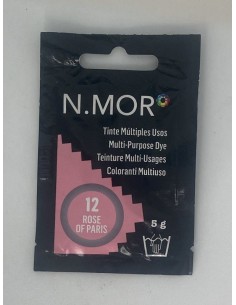 N.MOR
Tinte Múltiples Usos
Multi-Purpose Dye
Teinture Multi-Usages
Coloranti Multiuso
12
ROSE
OF PARIS
5 g